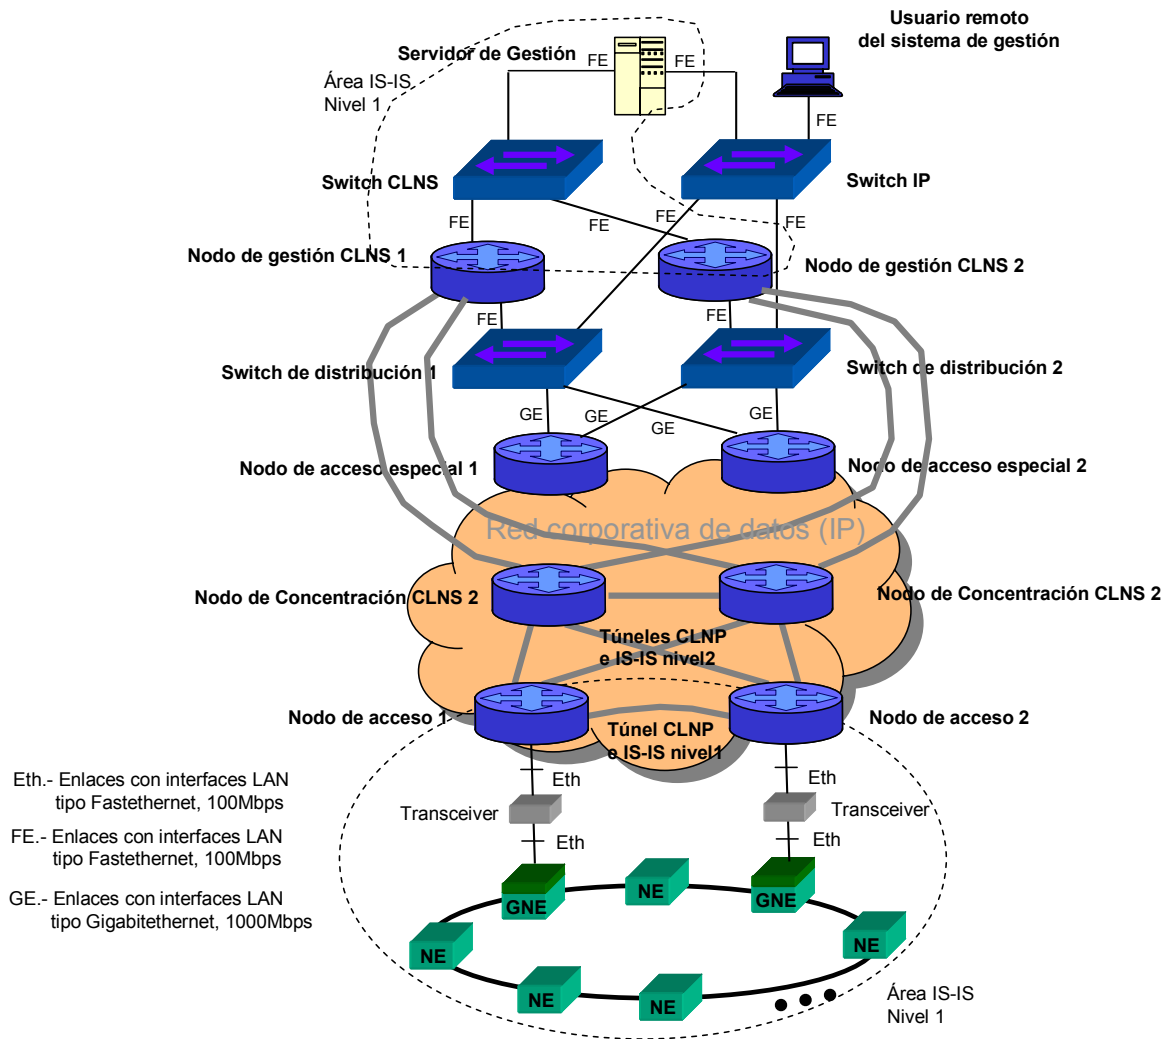 Usuario remoto
del sistema de gestión
Servidor de Gestión
FE
FE
Área IS-IS
Nivel 1
FE
Switch CLNS
Switch IP
FE
FE
FE
FE
Nodo de gestión CLNS 1
Nodo de gestión CLNS 2
FE
FE
Switch de distribución 1
Switch de distribución 2
GE
GE
GE
GE
Nodo de acceso especial 1
Nodo de acceso especial 2
Red corporativa de datos (IP)
Nodo de Concentración CLNS 2
Nodo de Concentración CLNS 2
Túneles CLNP
e IS-IS nivel2
Nodo de acceso 1
Nodo de acceso 2
Túnel CLNP
e IS-IS nivel1
Eth
Eth
Eth.- Enlaces con interfaces LAN
tipo Fastethernet, 100Mbps
Transceiver
Transceiver
FE.- Enlaces con interfaces LAN
tipo Fastethernet, 100Mbps
Eth
Eth
GE.- Enlaces con interfaces LAN
tipo Gigabitethernet, 1000Mbps
GNE
NE
GNE
NE
NE
NE
NE
Área IS-IS
Nivel 1